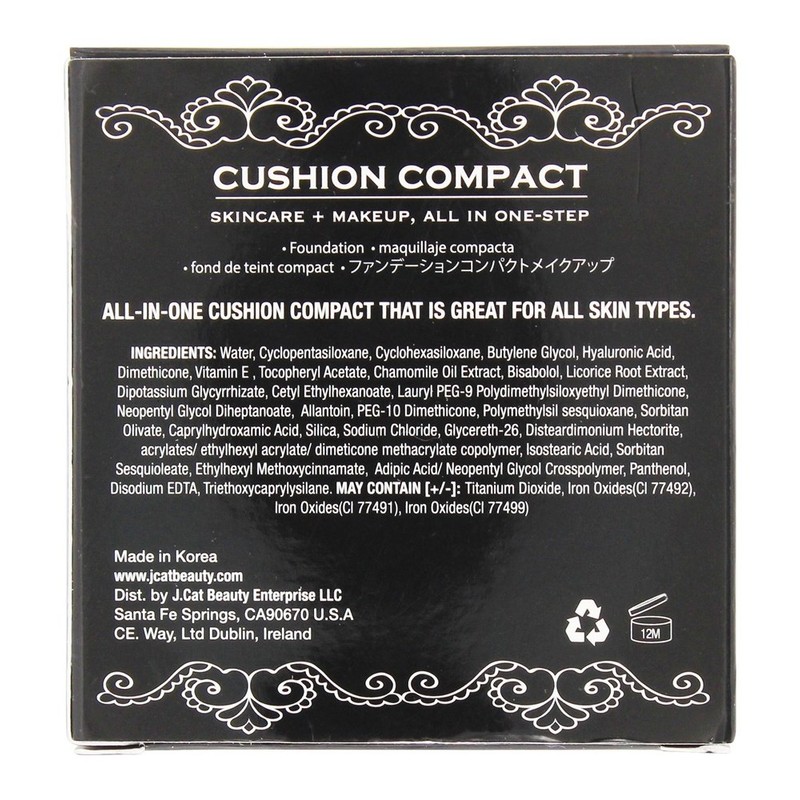 CUSHION COMPACT
SKINCARE + MAKEUP, ALL IN ONE-STEP
• Foundation • maquillaje compacta
• fond de teint compact • ファンデーションコンパクトメイクアップ
ALL-IN-ONE CUSHION COMPACT THAT IS GREAT FOR ALL SKIN TYPES.
INGREDIENTS: Water, Cyclopentasiloxane, Cyclohexasiloxane, Butylene Glycol, Hyaluronic Acid,
Dimethicone, Vitamin E , Tocopheryl Acetate, Chamomile Oil Extract, Bisabolol, Licorice Root Extract,
Dipotassium Glycyrrhizate, Cetyl Ethylhexanoate, Lauryl PEG-9 Polydimethylsiloxyethyl Dimethicone,
Neopentyl Glycol Diheptanoate, Allantoin, PEG-10 Dimethicone, Polymethylsil sesquioxane, Sorbitan
Olivate, Caprylhydroxamic Acid, Silica, Sodium Chloride, Glycereth-26, Disteardimonium Hectorite,
acrylates/ ethylhexyl acrylate/ dimeticone methacrylate copolymer, Isostearic Acid, Sorbitan
Sesquioleate, Ethylhexyl Methoxycinnamate, Adipic Acid/ Neopentyl Glycol Crosspolymer, Panthenol,
Disodium EDTA, Triethoxycaprylysilane. MAY CONTAIN [+/-]: Titanium Dioxide, Iron Oxides(CI 77492),
Iron Oxides(CI 77491), Iron Oxides(CI 77499)
Made in Korea
www.jcatbeauty.com
Dist. by J.Cat Beauty Enterprise LLC
Santa Fe Springs, CA90670 U.S.A
CE. Way, Ltd Dublin, Ireland
12M